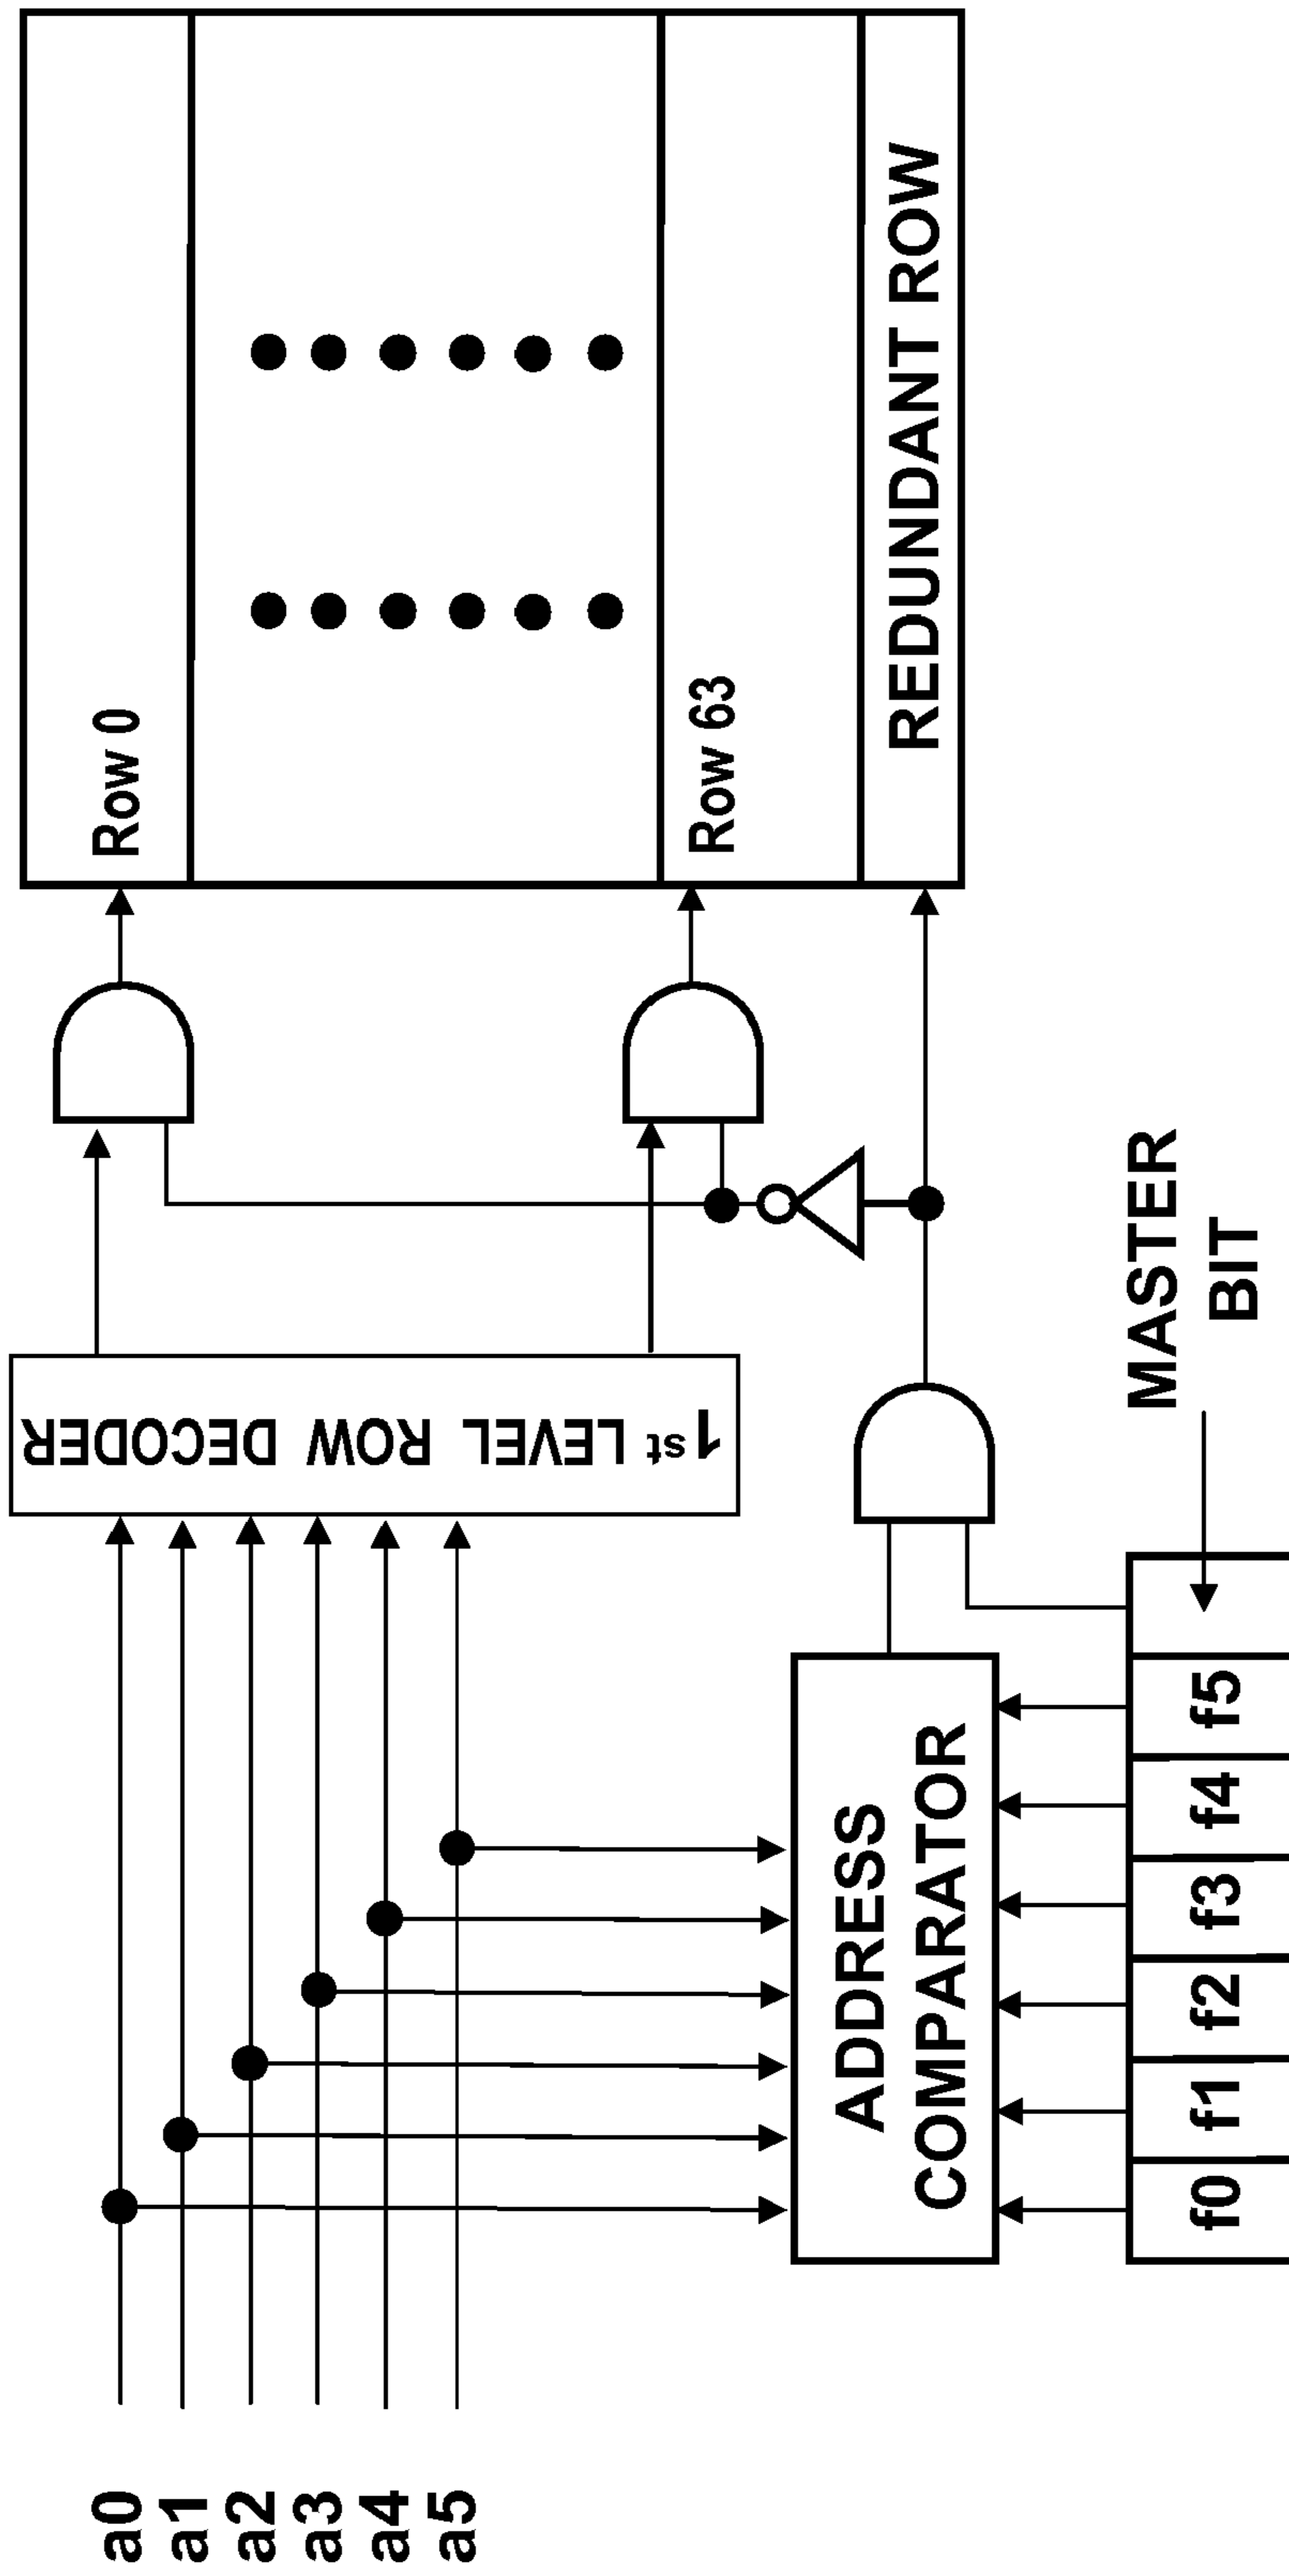 a0
a1
a2
a3
a4
a5
1st LEVEL ROW DECODER
Row 0
Row 63
REDUNDANT ROW
ADDRESS
COMPARATOR
MASTER
BIT
f0 f1 f2 f3 f4 f5